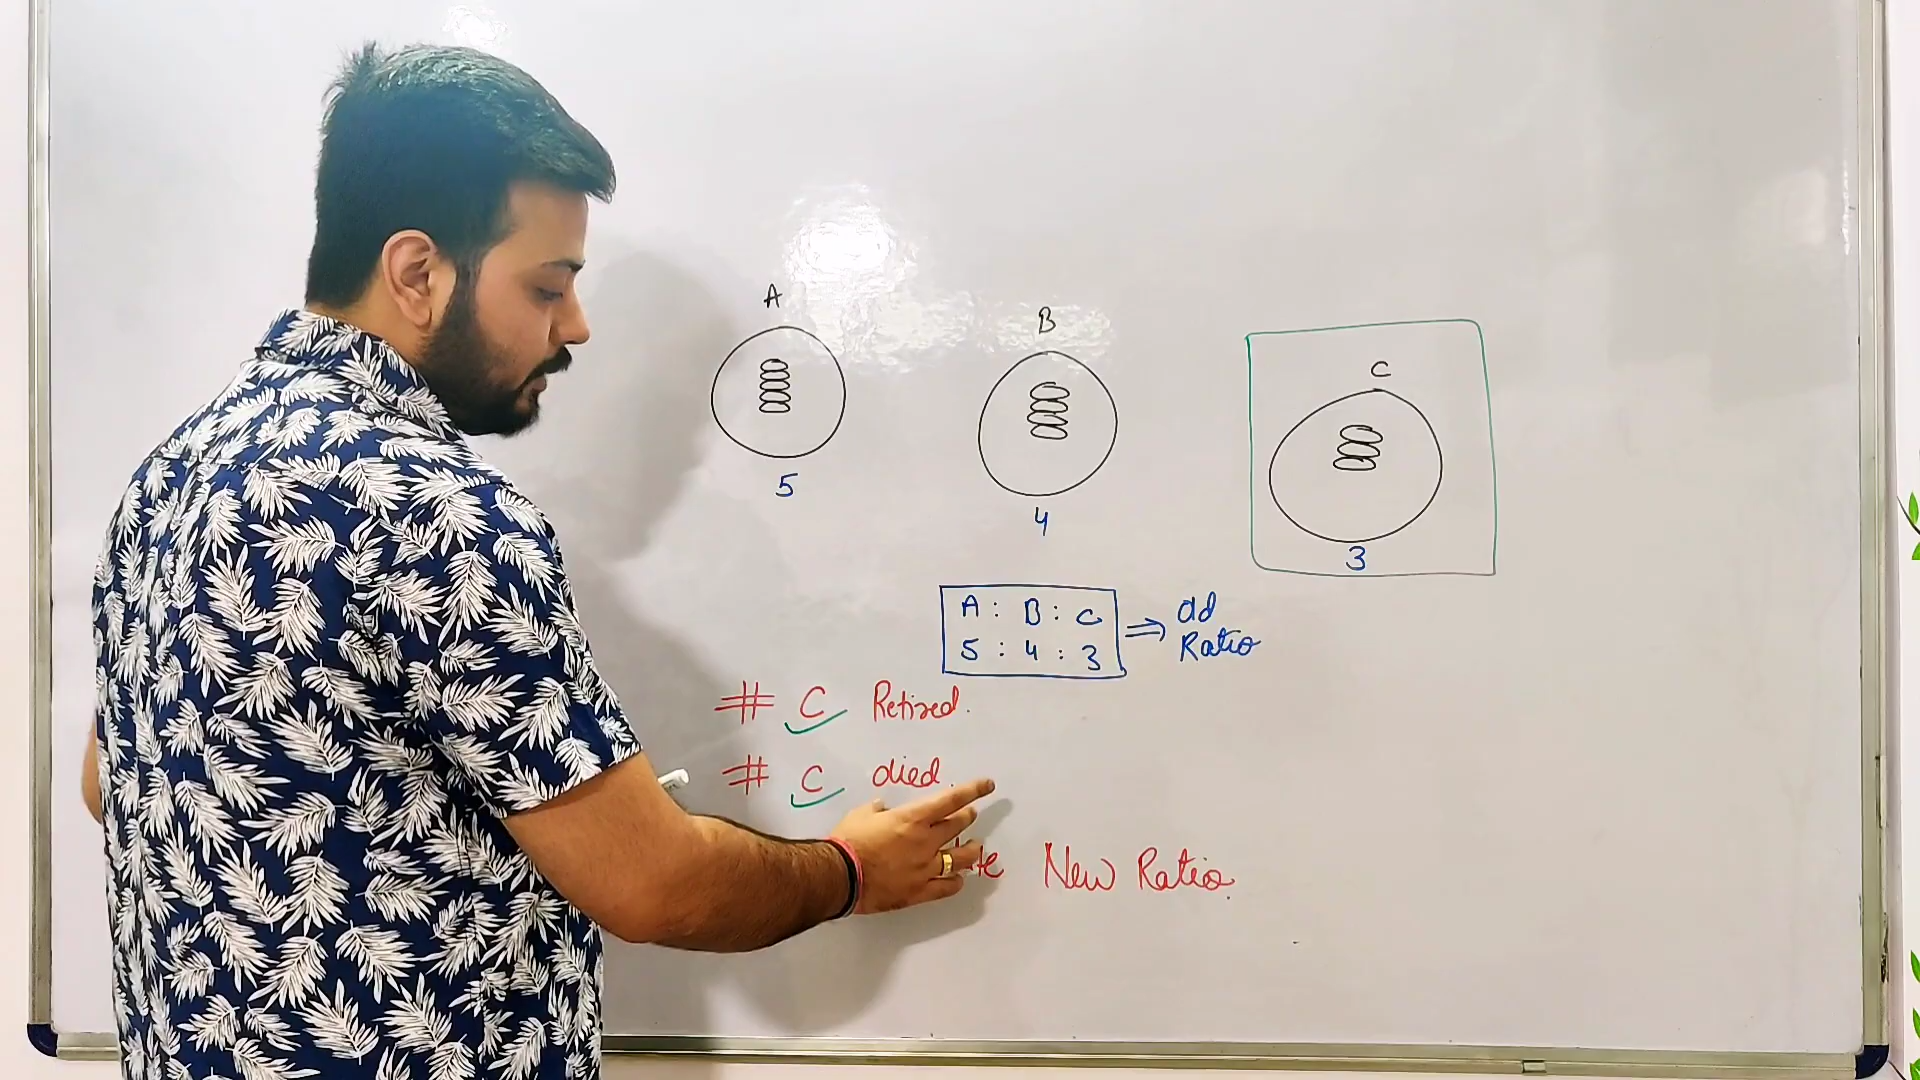 A
B
C
5
4
3
A : B : C ⇒ Old
5 : 4 : 3 Ratio
# C Retired.
# C died.
New Ratio.